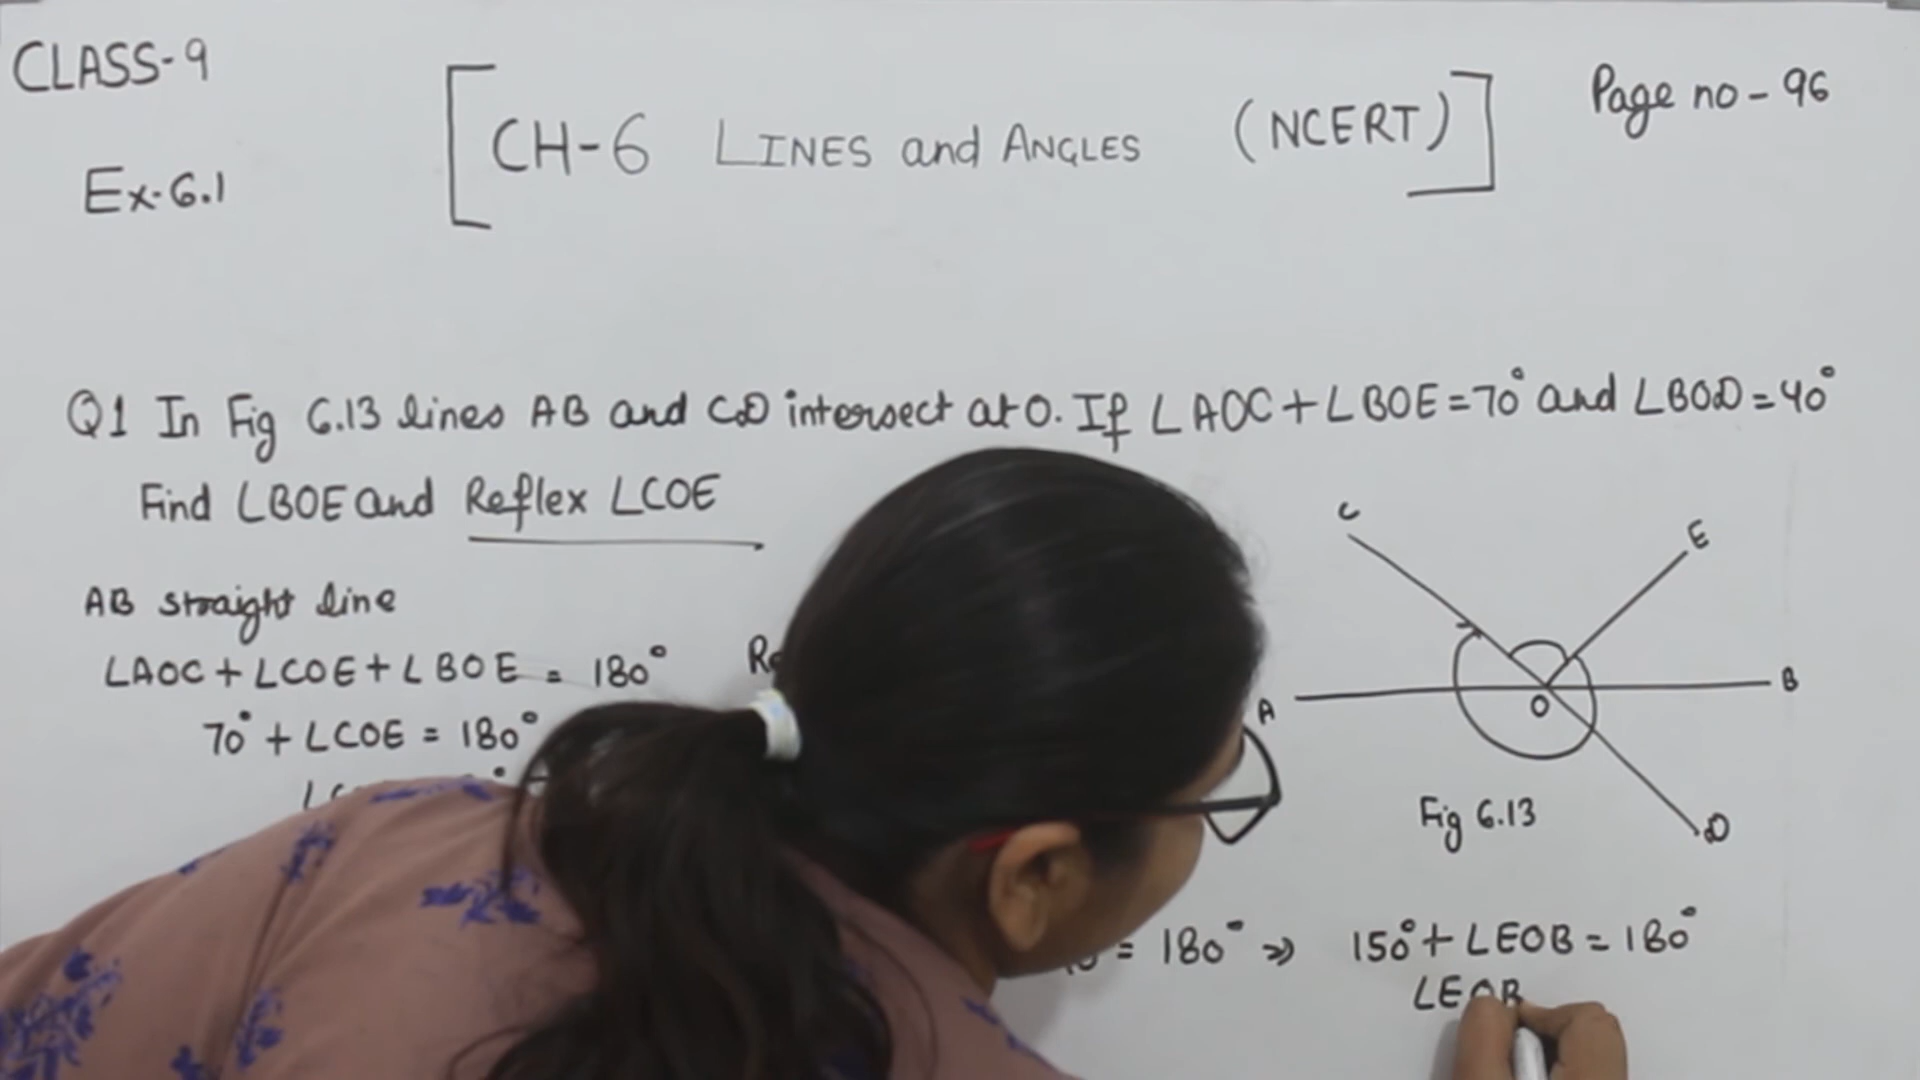 CLASS-9
Ex-6.1
[CH-6 LINES and ANGLES (NCERT)]
Page no - 96
Q1 In Fig 6.13 lines AB and CD intersect at O. If ∠AOC + ∠BOE = 70° and ∠BOD = 40°
Find ∠BOE and Reflex ∠COE
AB straight line
∠AOC + ∠COE + ∠BOE = 180°
70° + ∠COE = 180°
C
E
A
B
O
D
Fig 6.13
= 180° ⇒ 150° + ∠EOB = 180°
∠EOB